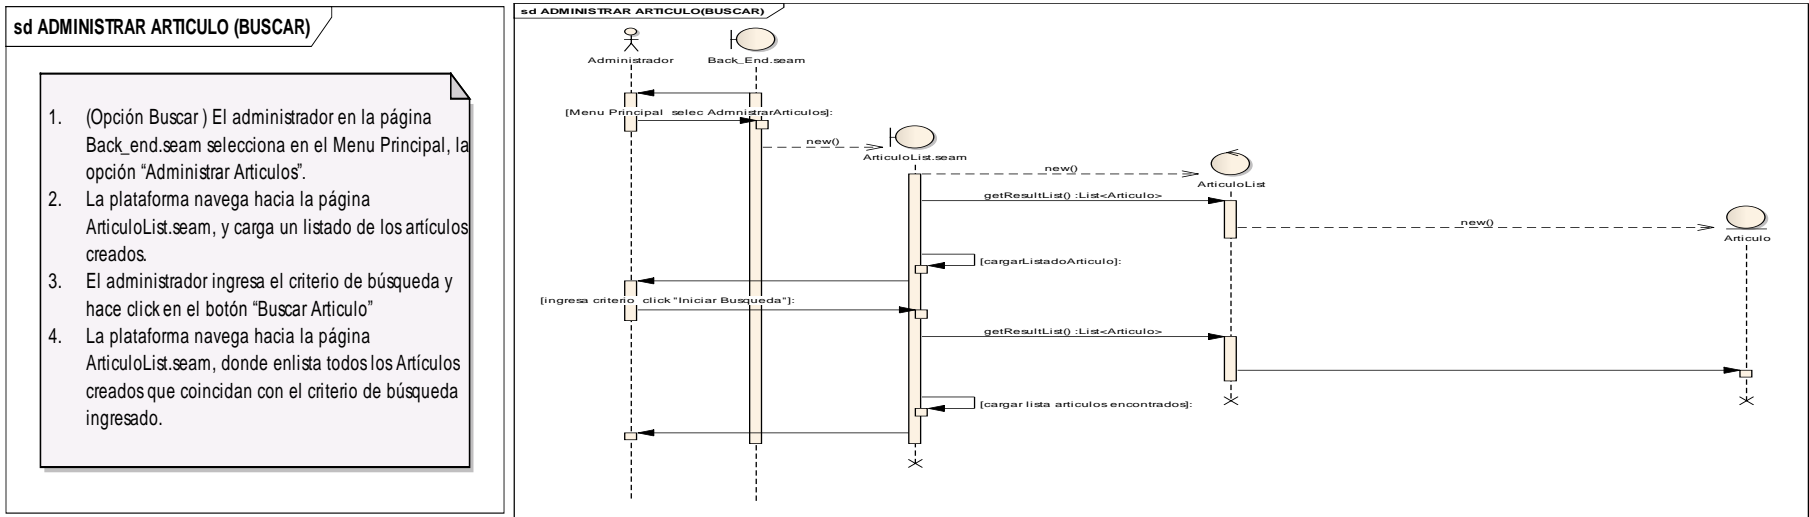 sd ADMINISTRAR ARTICULO (BUSCAR)
1. (Opción Buscar ) El administrador en la página
Back_end.seam selecciona en el Menu Principal, la
opción “Administrar Articulos”.
2. La plataforma navega hacia la página
ArticuloList.seam, y carga un listado de los artículos
creados.
3. El administrador ingresa el criterio de búsqueda y
hace click en el botón “Buscar Articulo”
4. La plataforma navega hacia la página
ArticuloList.seam, donde enlista todos los Artículos
creados que coincidan con el criterio de búsqueda
ingresado.
sd ADMINISTRAR ARTICULO(BUSCAR)
Administrador
Back_End.seam
[Menu Principal selec AdmnistrarArticulos]:
new()
ArticuloList.seam
new()
ArticuloList
getResultList() :List<Articulo>
new()
Articulo
[cargarListadoArticulo]:
[ingresa criterio click "Iniciar Busqueda"]:
getResultList() :List<Articulo>
[cargar lista articulos encontrados]: